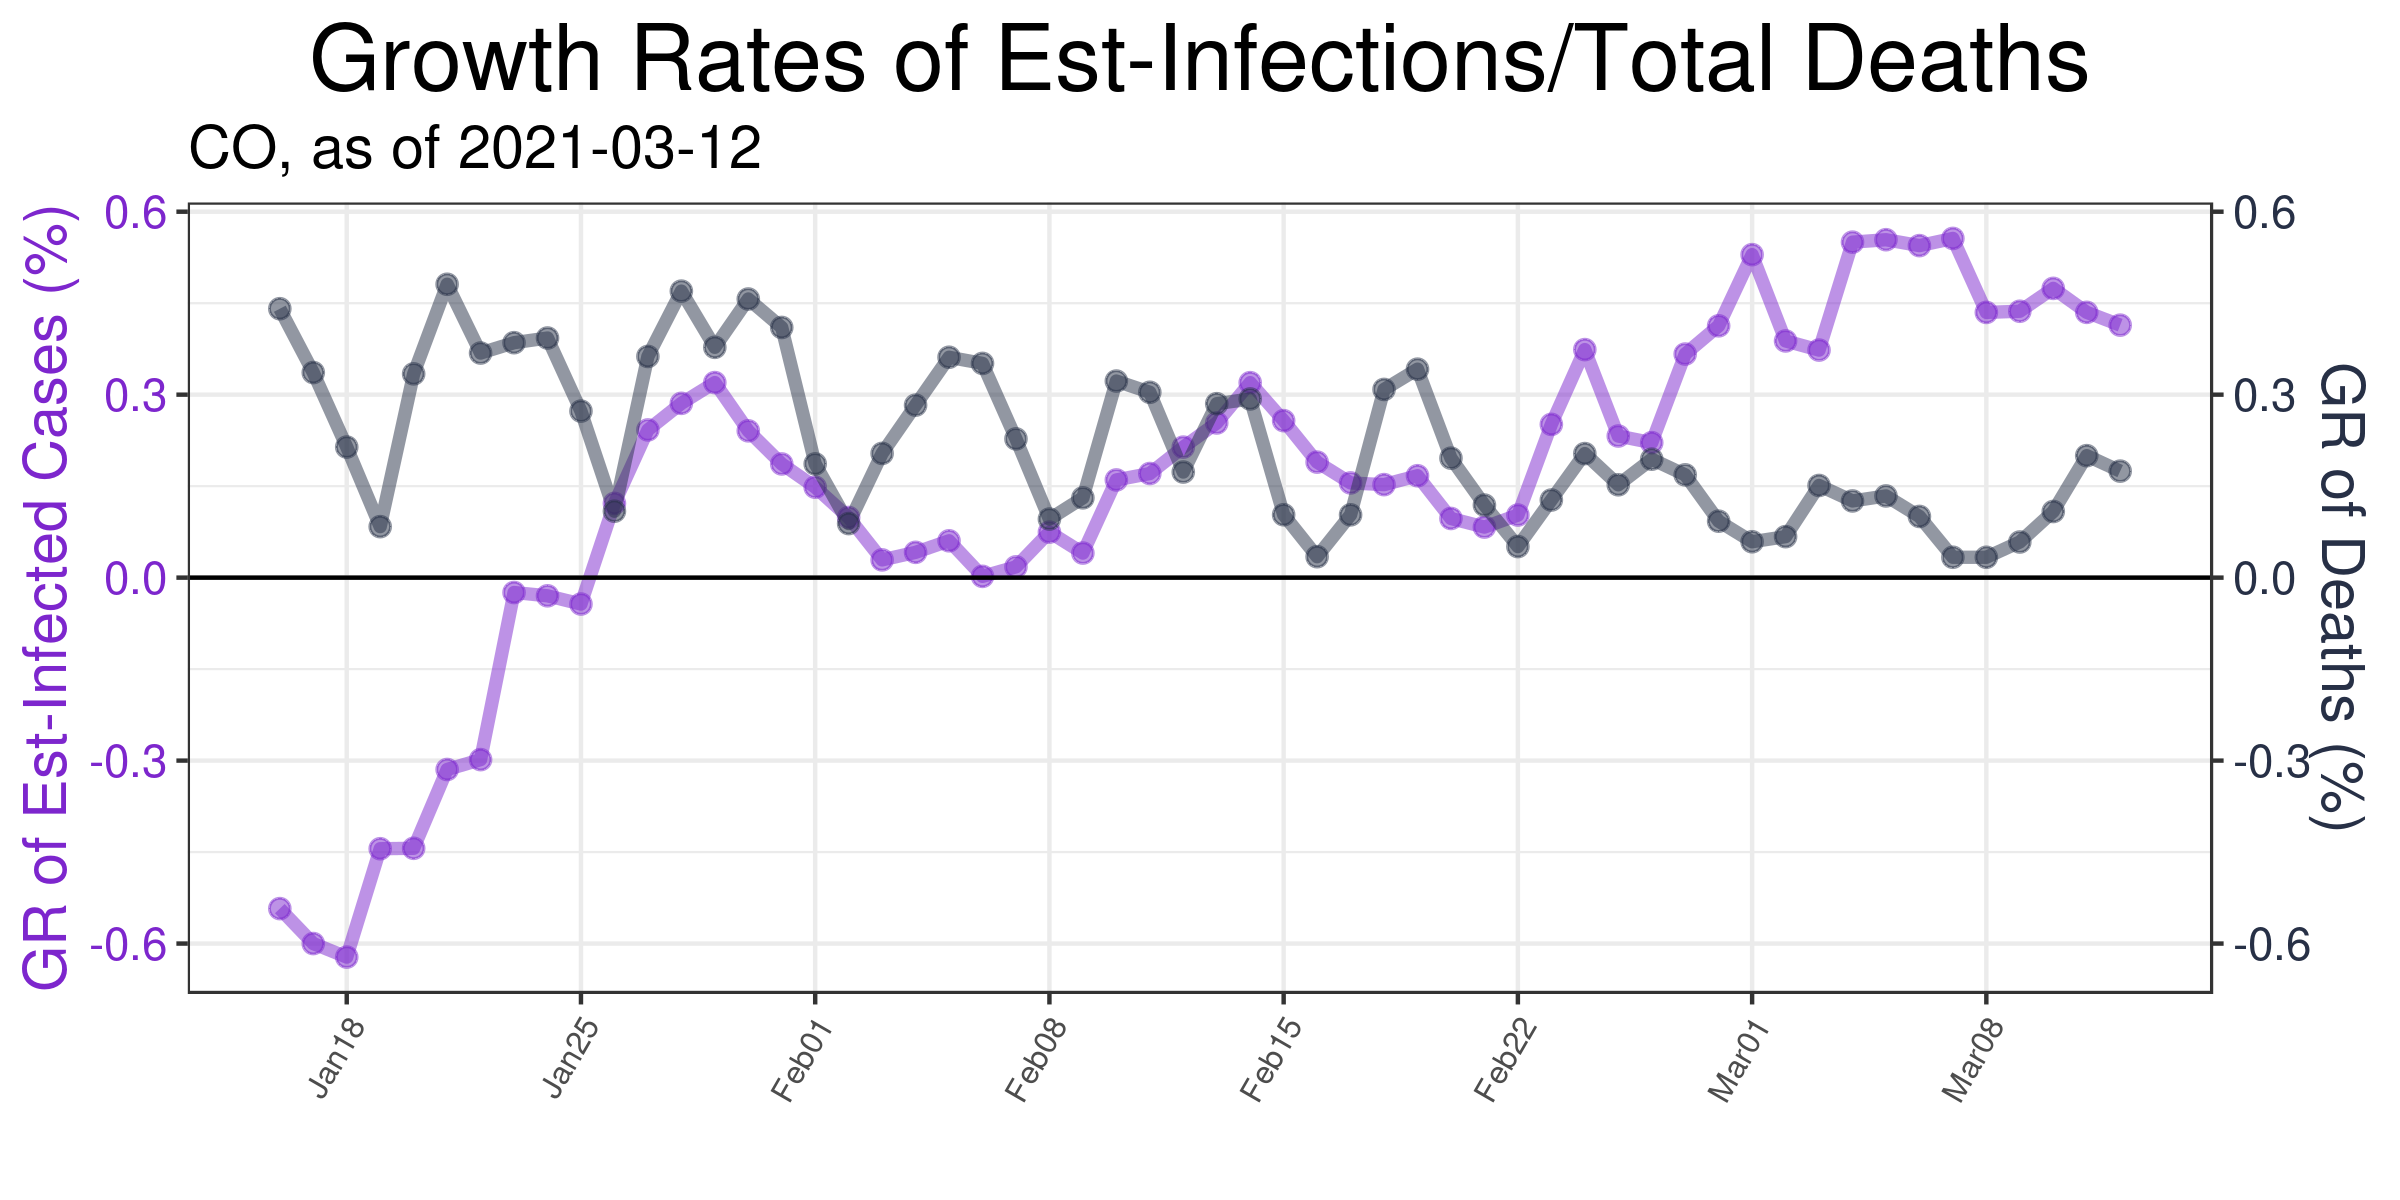 Growth Rates of Est-Infections/Total Deaths
CO, as of 2021-03-12
GR of Est-Infected Cases (%)
0.6
0.3
0.0
-0.3
-0.6
0.6
0.3
0.0
-0.3
-0.6
GR of Deaths (%)
Jan18
Jan25
Feb01
Feb08
Feb15
Feb22
Mar01
Mar08